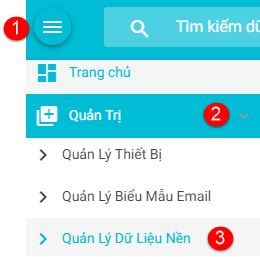 1
Tìm kiếm dữ
Trang chủ
Quản Trị
2
Quản Lý Thiết Bị
Quản Lý Biểu Mẫu Email
Quản Lý Dữ Liệu Nền
3